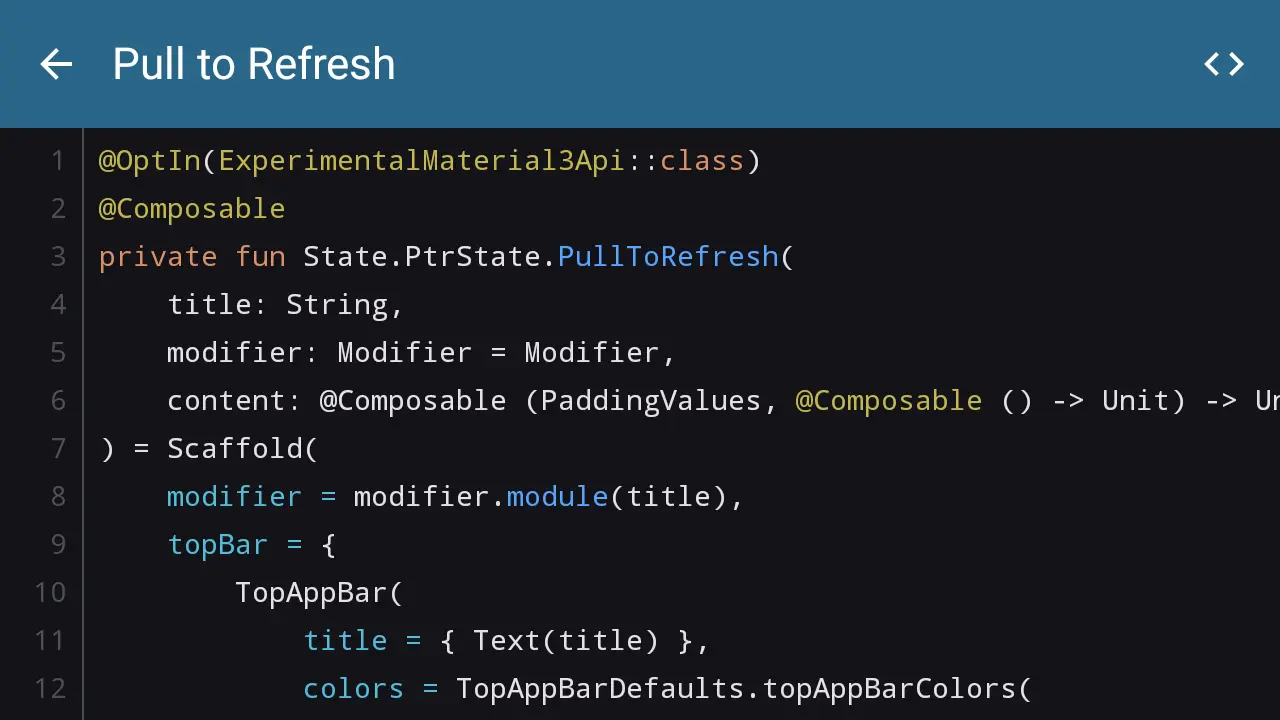 Pull to Refresh
1 @OptIn(ExperimentalMaterial3Api::class)
2 @Composable
3 private fun State.PtrState.PullToRefresh(
4     title: String,
5     modifier: Modifier = Modifier,
6     content: @Composable (PaddingValues, @Composable () -> Unit) -> Un
7 ) = Scaffold(
8     modifier = modifier.module(title),
9     topBar = {
10         TopAppBar(
11             title = { Text(title) },
12             colors = TopAppBarDefaults.topAppBarColors(